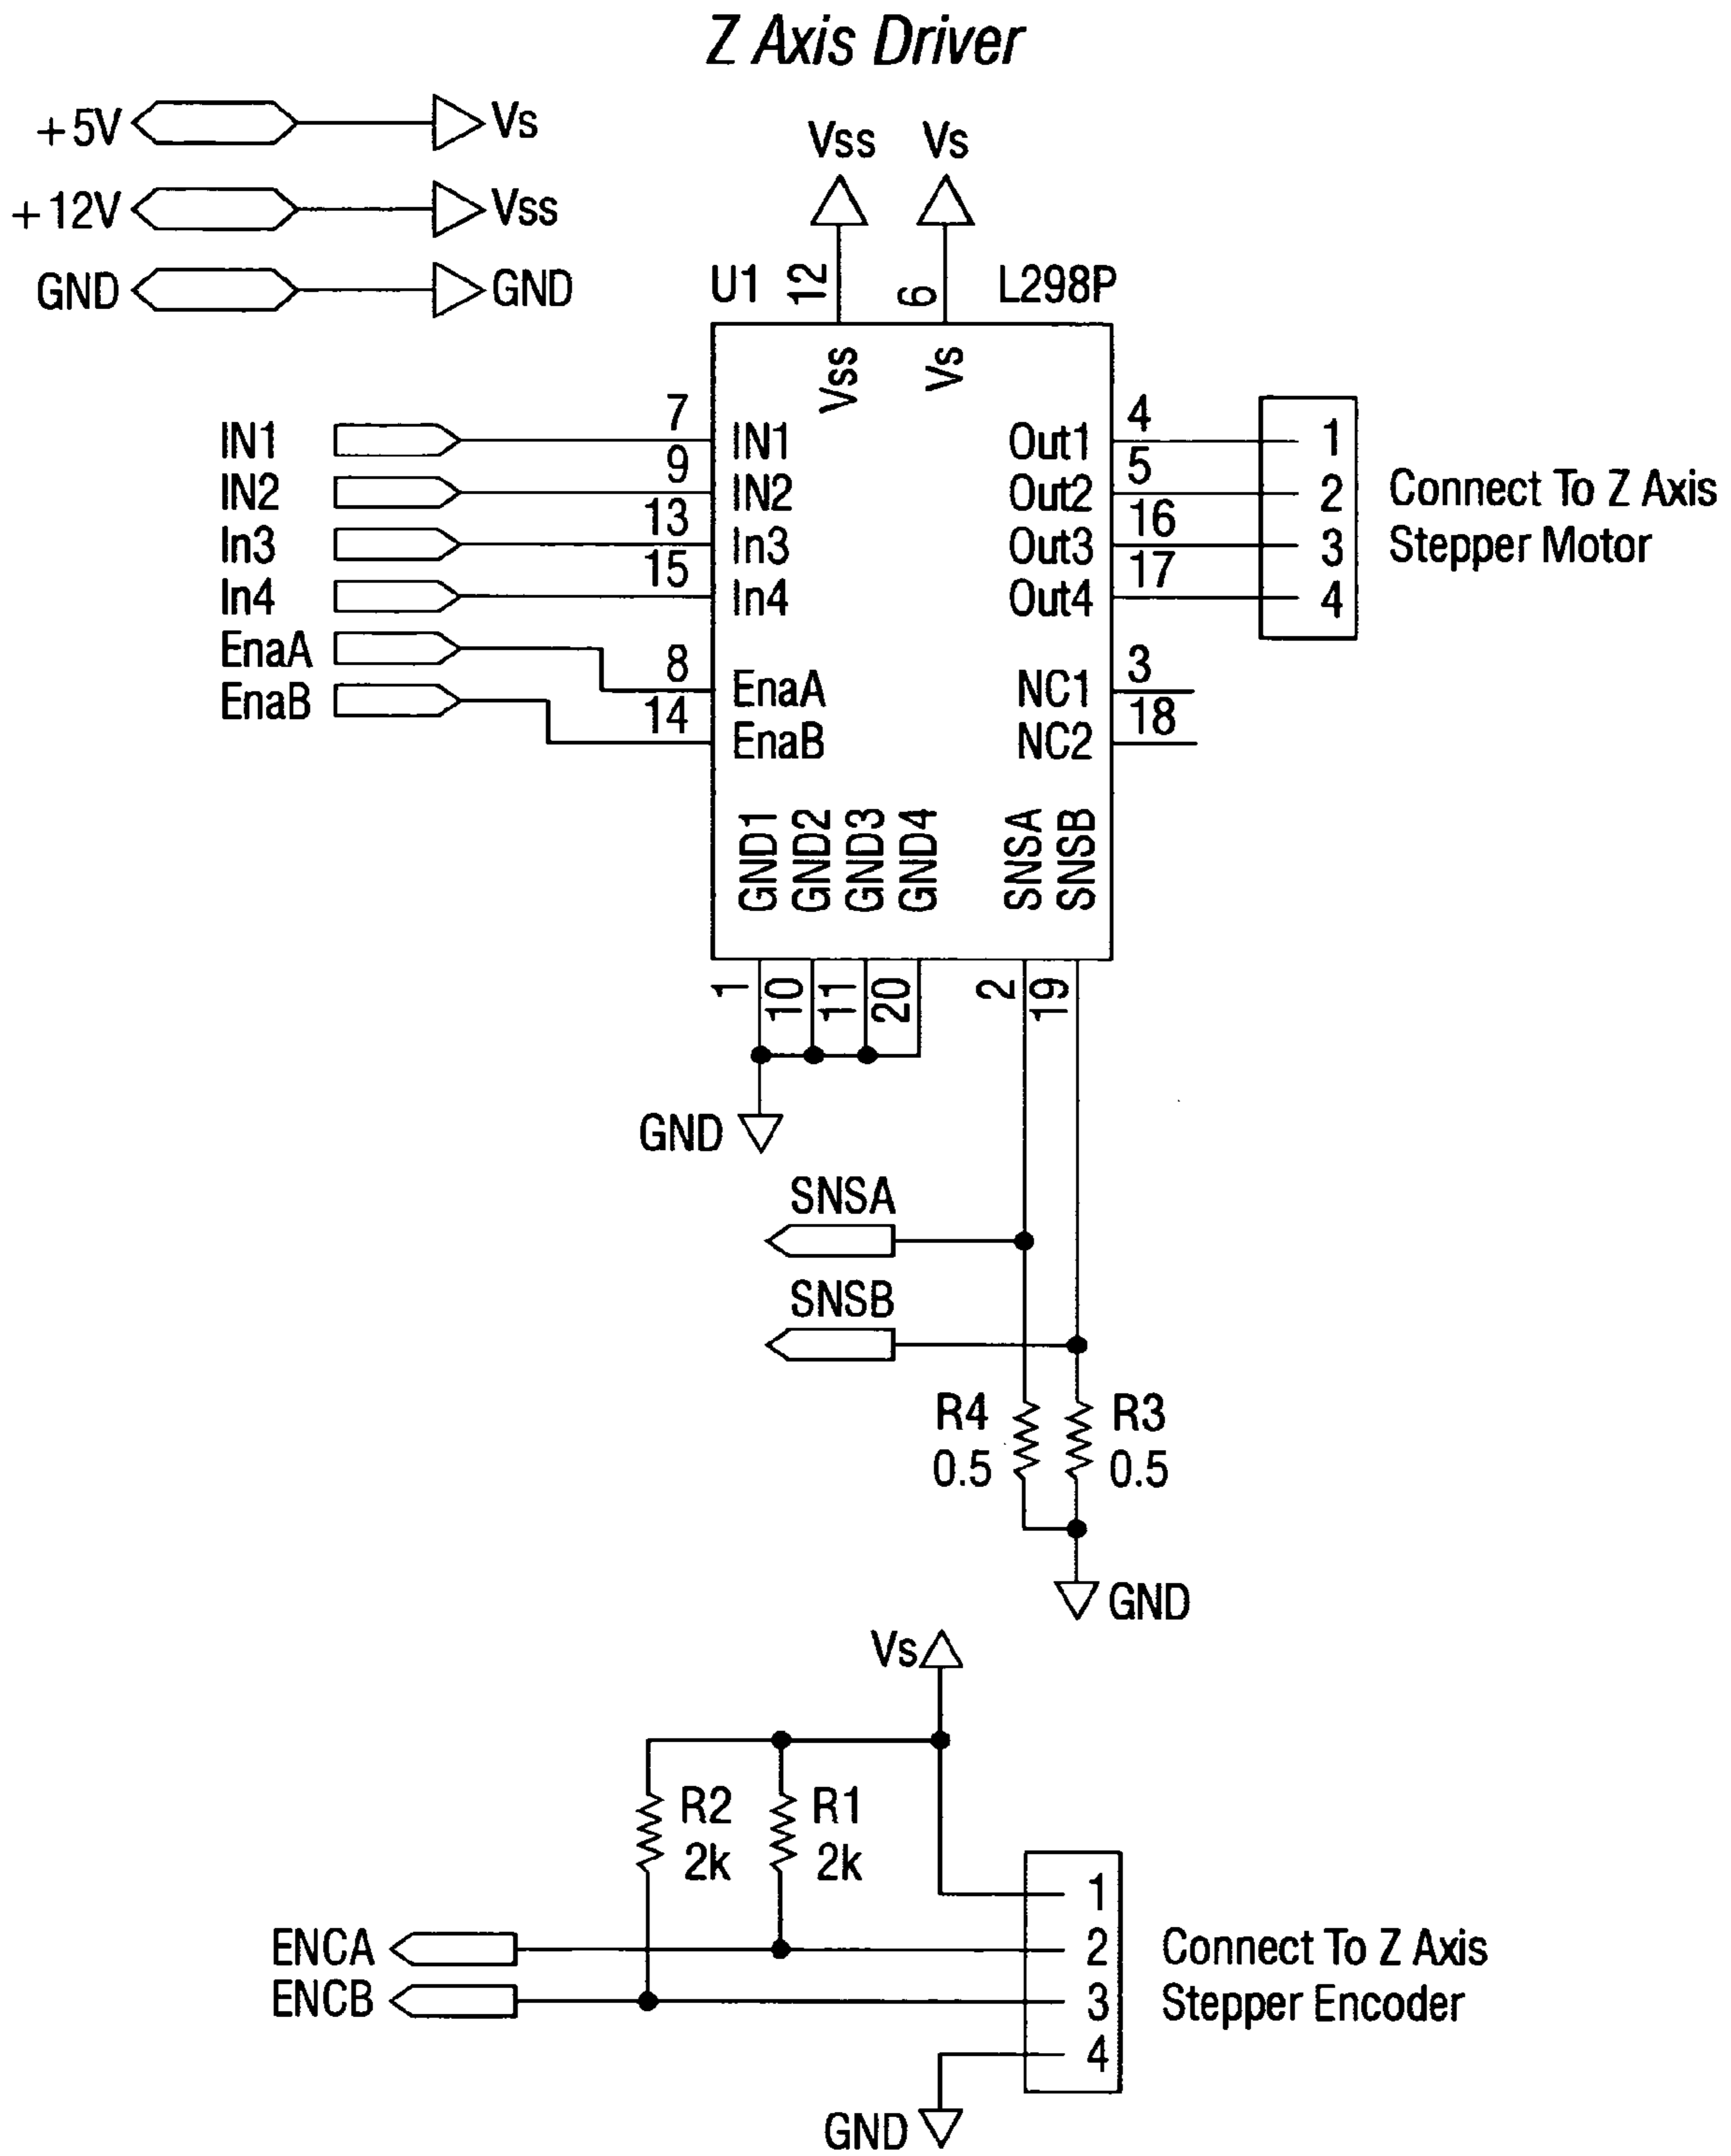 Z Axis Driver
+5V Vs
+12V Vss
GND GND
Vss Vs
U1 12 6 L298P
Vss Vs
IN1 7 IN1 Out1 4 1
IN2 9 IN2 Out2 5 2
In3 13 In3 Out3 16 3
In4 15 In4 Out4 17 4
Connect To Z Axis
Stepper Motor
EnaA 8 EnaA NC1 3
EnaB 14 EnaB NC2 18
GND1 GND2 GND3 GND4 SNSA SNSB
1 10 11 20 2 19
GND
SNSA
SNSB
R4 R3
0.5 0.5
GND
Vs
R2 R1
2k 2k
1
ENCA 2
ENCB 3
4
Connect To Z Axis
Stepper Encoder
GND